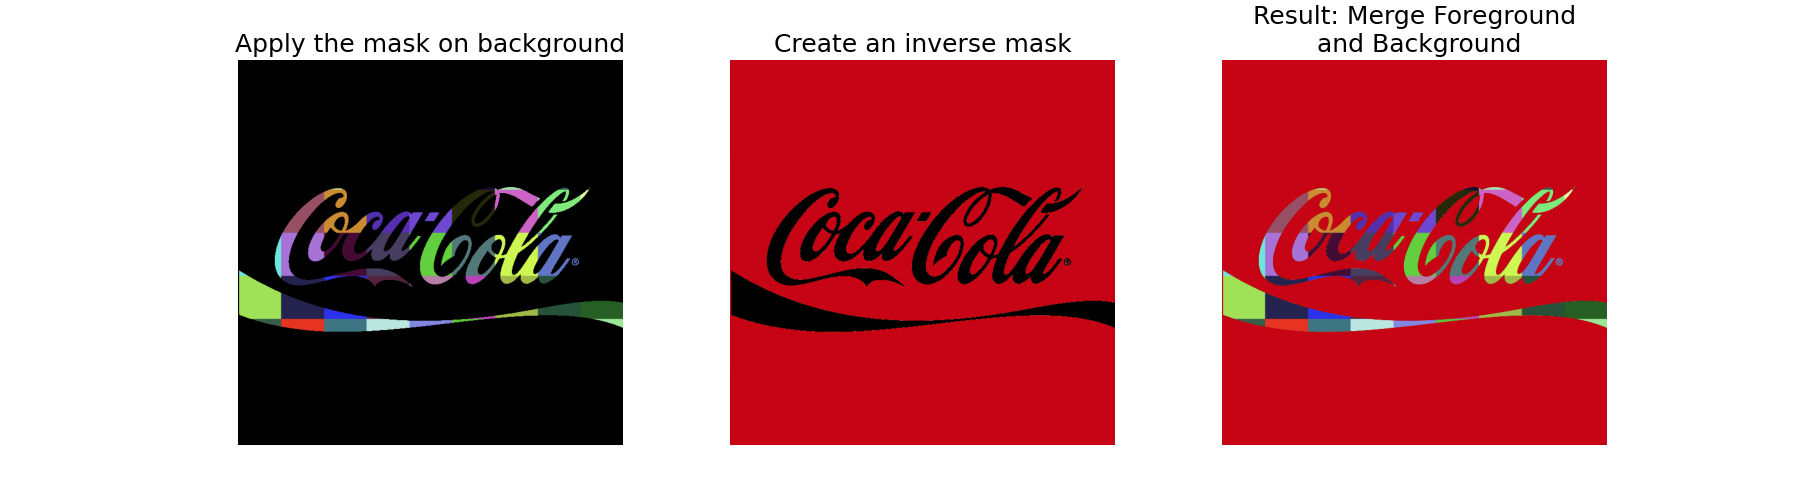 Apply the mask on background
Coca-Cola®
Create an inverse mask
Coca-Cola®
Result: Merge Foreground
and Background
Coca-Cola®